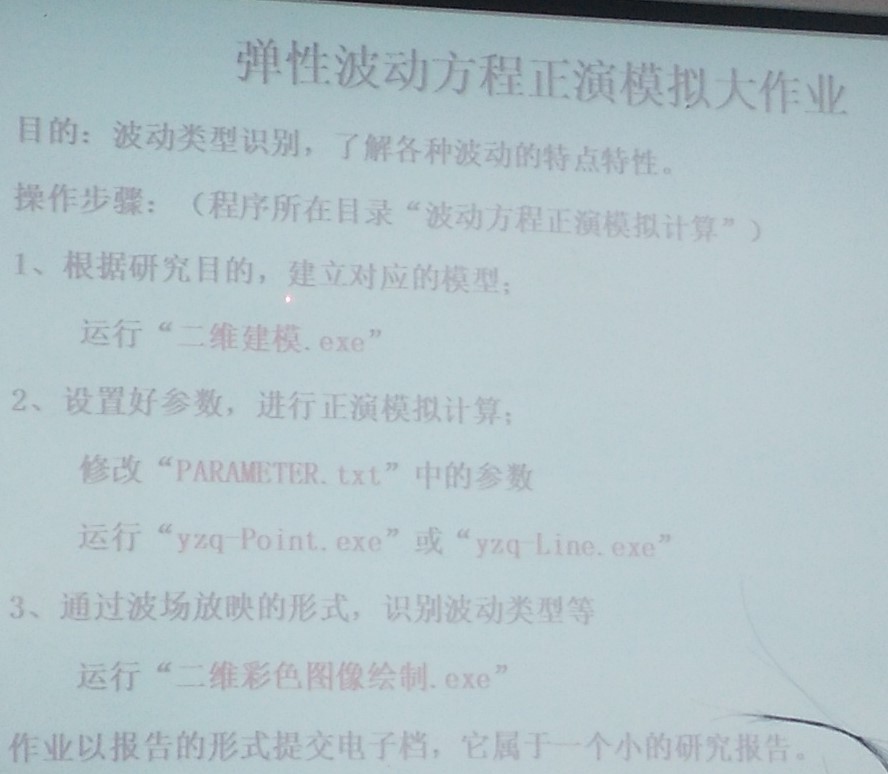 弹性波动方程正演模拟大作业
目的：波动类型识别，了解各种波动的特点特性。
操作步骤：（程序所在目录“波动方程正演模拟计算”）
1、根据研究目的，建立对应的模型；
运行“二维建模.exe”
2、设置好参数，进行正演模拟计算；
修改“PARAMETER.txt”中的参数
运行“yzq-Point.exe”或“yzq-Line.exe”
3、通过波场放映的形式，识别波动类型等
运行“二维彩色图像绘制.exe”
作业以报告的形式提交电子档，它属于一个小的研究报告。